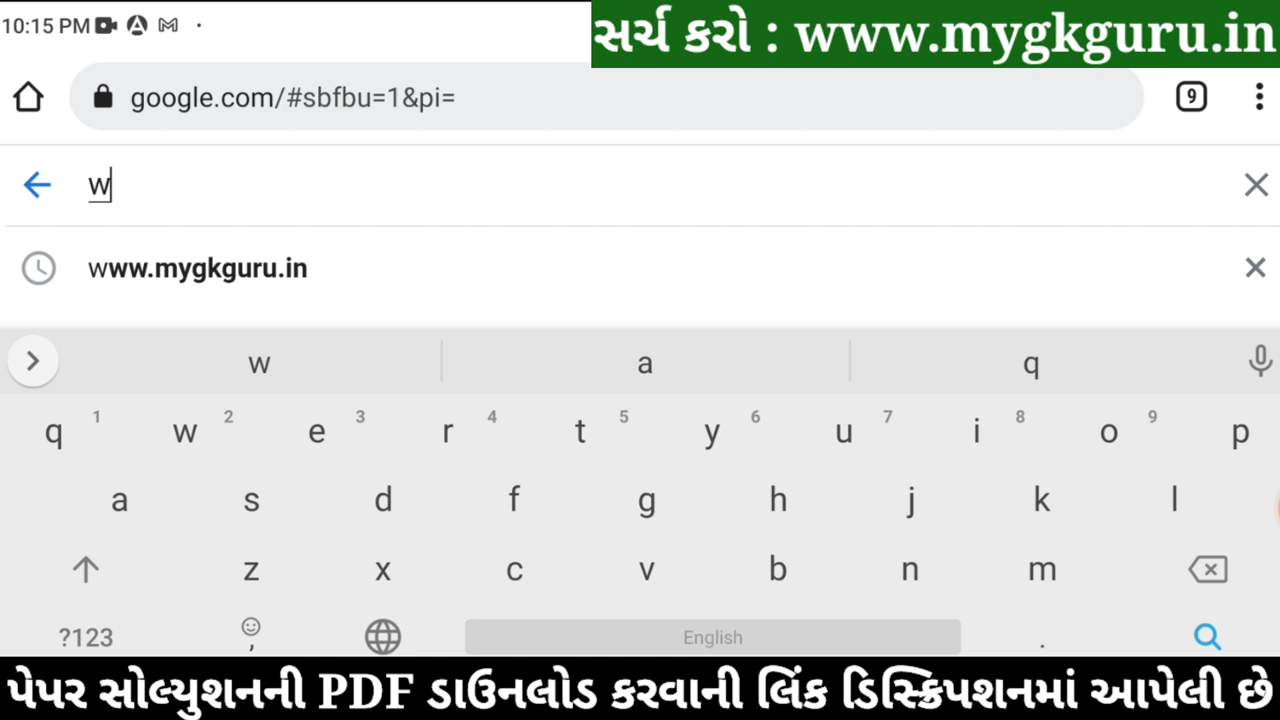 10:15 PM
સર્ચ કરો : www.mygkguru.in
google.com/#sbfbu=1&pi=
9
w
www.mygkguru.in
w a q
q 1 w 2 e 3 r 4 t 5 y 6 u 7 i 8 o 9 p
a s d f g h j k l
z x c v b n m
?123 , English .
પેપર સોલ્યુશનની PDF ડાઉનલોડ કરવાની લિંક ડિસ્ક્રિપશનમાં આપેલી છે